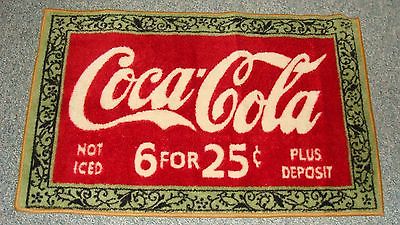 Coca-Cola
NOT ICED
6 FOR 25¢
PLUS DEPOSIT